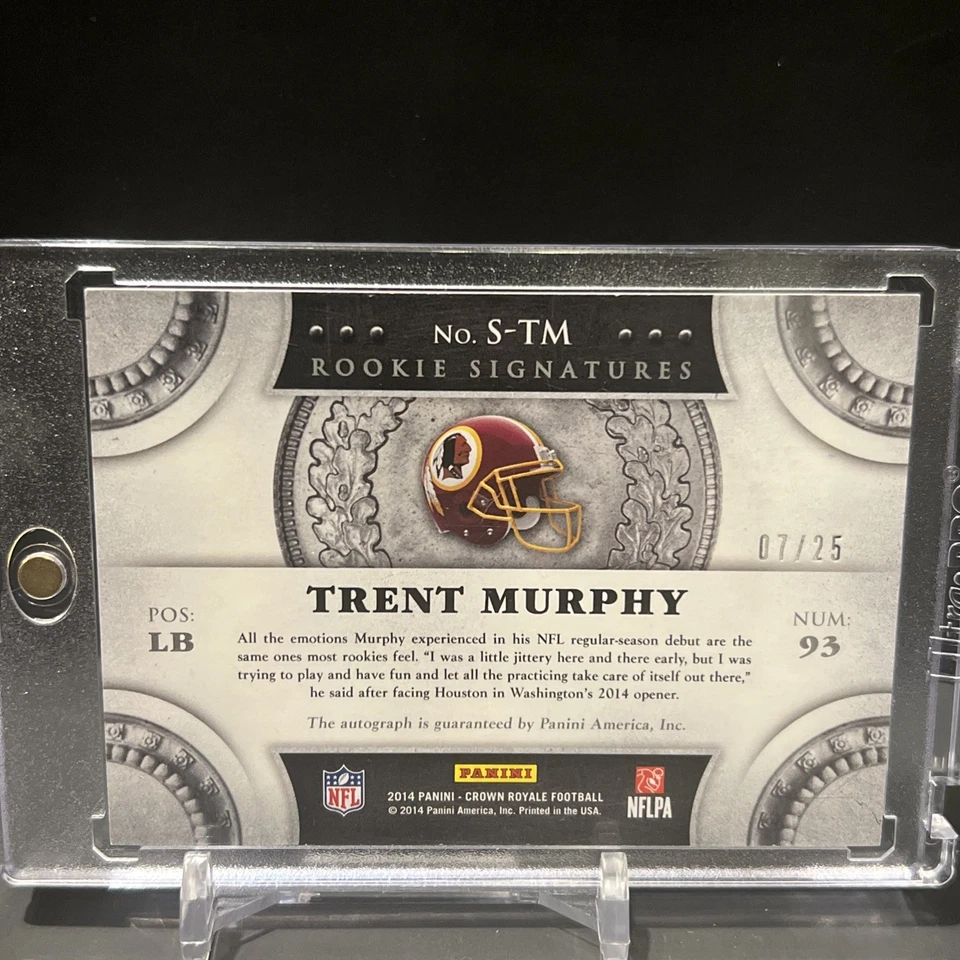 No. S-TM
ROOKIE SIGNATURES
07/25
TRENT MURPHY
POS:
LB
NUM:
93
All the emotions Murphy experienced in his NFL regular-season debut are the
same ones most rookies feel. “I was a little jittery here and there early, but I was
trying to play and have fun and let all the practicing take care of itself out there,”
he said after facing Houston in Washington’s 2014 opener.
The autograph is guaranteed by Panini America, Inc.
NFL
PANINI
2014 PANINI - CROWN ROYALE FOOTBALL
© 2014 Panini America, Inc. Printed in the USA.
NFLPA